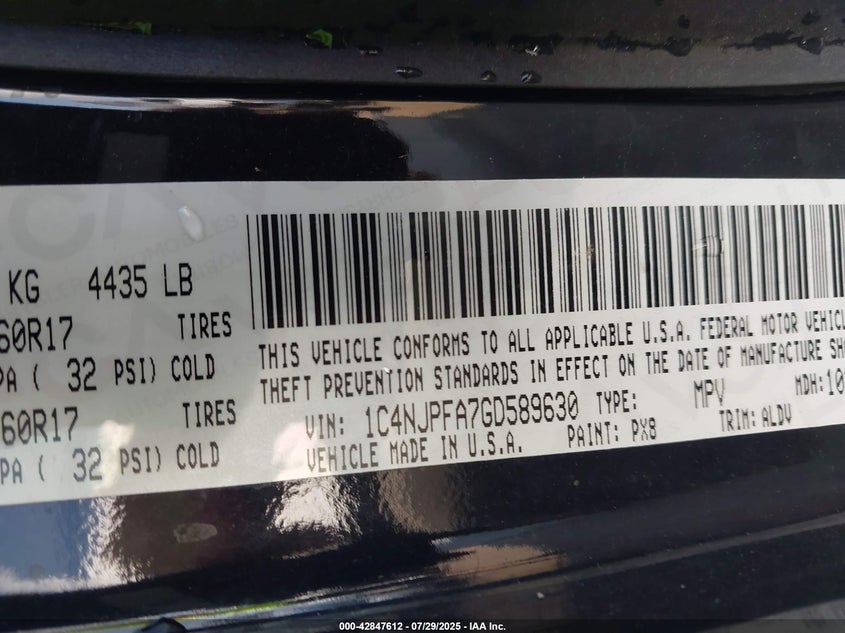 KG 4435 LB
60R17 TIRES
PA ( 32 PSI) COLD
60R17 TIRES
PA ( 32 PSI) COLD
THIS VEHICLE CONFORMS TO ALL APPLICABLE U.S.A. FEDERAL MOTOR VEHICL
THEFT PREVENTION STANDARDS IN EFFECT ON THE DATE OF MANUFACTURE SH
VIN: 1C4NJPFA7GD589630 TYPE: MPV MDH: 10
VEHICLE MADE IN U.S.A. PAINT: PX8 TRIM: ALDV
000-42847612 - 07/29/2025 - IAA Inc.